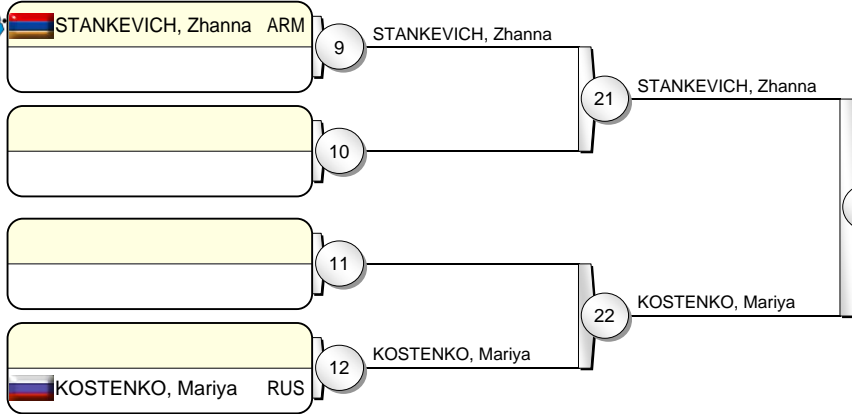 STANKEVICH, Zhanna ARM
9
STANKEVICH, Zhanna
21
STANKEVICH, Zhanna
10
11
22
KOSTENKO, Mariya
12
KOSTENKO, Mariya
KOSTENKO, Mariya RUS